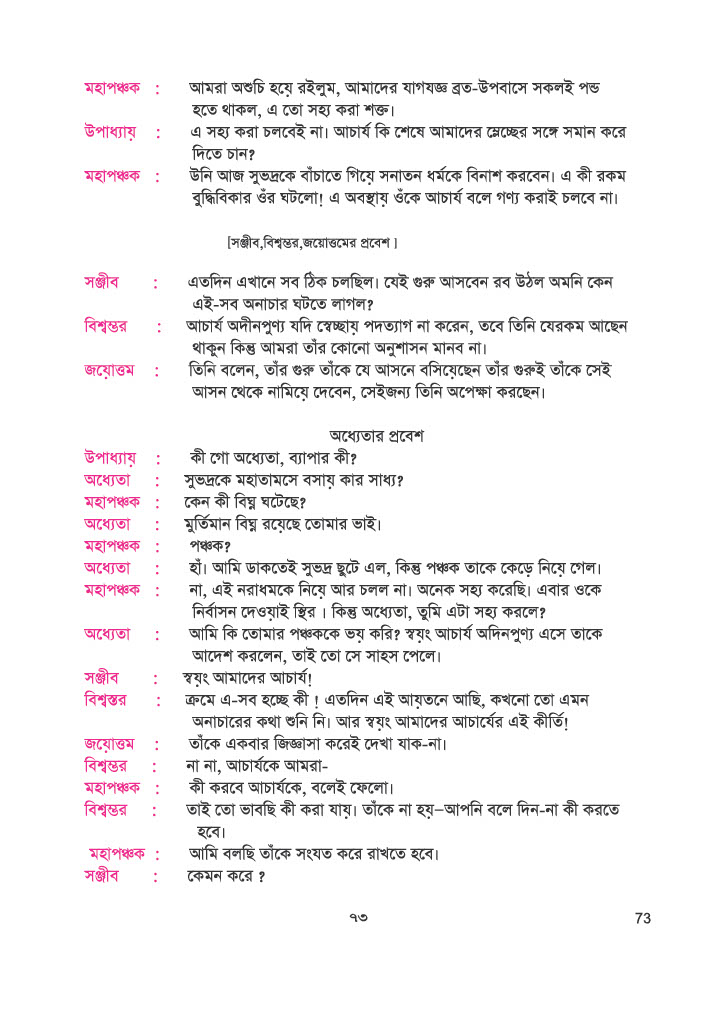 মহাপঞ্চক : আমরা অশুচি হয়ে রইলুম, আমাদের যাগযজ্ঞ ব্রত-উপবাসে সকলই পন্ড
হতে থাকল, এ তো সহ্য করা শক্ত।
উপাধ্যায় : এ সহ্য করা চলবেই না। আচার্য কি শেষে আমাদের ম্লেচ্ছের সঙ্গে সমান করে
দিতে চান?
মহাপঞ্চক : উনি আজ সুভদ্রকে বাঁচাতে গিয়ে সনাতন ধর্মকে বিনাশ করবেন। এ কী রকম
বুদ্ধিবিকার ওঁর ঘটলো! এ অবস্থায় ওঁকে আচার্য বলে গণ্য করাই চলবে না।
[সঞ্জীব,বিশ্বম্ভর,জয়োত্তমের প্রবেশ।
সঞ্জীব : এতদিন এখানে সব ঠিক চলছিল। যেই গুরু আসবেন রব উঠল অমনি কেন
এই-সব অনাচার ঘটতে লাগল?
বিশ্বম্ভর : আচার্য অদীনপুণ্য যদি স্বেচ্ছায় পদত্যাগ না করেন, তবে তিনি যেরকম আছেন
থাকুন কিন্তু আমরা তাঁর কোনো অনুশাসন মানব না।
জয়োত্তম : তিনি বলেন, তাঁর গুরু তাঁকে যে আসনে বসিয়েছেন তাঁর গুরুই তাঁকে সেই
আসন থেকে নামিয়ে দেবেন, সেইজন্য তিনি অপেক্ষা করছেন।
অধ্যেতার প্রবেশ
উপাধ্যায় : কী গো অধ্যেতা, ব্যাপার কী?
অধ্যেতা : সুভদ্রকে মহাতামসে বসায় কার সাধ্য?
মহাপঞ্চক : কেন কী বিঘ্ন ঘটেছে?
অধ্যেতা : মুর্তিমান বিঘ্ন রয়েছে তোমার ভাই।
মহাপঞ্চক : পঞ্চক?
অধ্যেতা : হাঁ। আমি ডাকতেই সুভদ্র ছুটে এল, কিন্তু পঞ্চক তাকে কেড়ে নিয়ে গেল।
মহাপঞ্চক : না, এই নরাধমকে নিয়ে আর চলল না। অনেক সহ্য করেছি। এবার ওকে
নির্বাসন দেওয়াই স্থির । কিন্তু অধ্যেতা, তুমি এটা সহ্য করলে?
অধ্যেতা : আমি কি তোমার পঞ্চককে ভয় করি? স্বয়ং আচার্য অদিনপুণ্য এসে তাকে
আদেশ করলেন, তাই তো সে সাহস পেলে।
সঞ্জীব : স্বয়ং আমাদের আচার্য!
বিশ্বস্তর : ক্রমে এ-সব হচ্ছে কী ! এতদিন এই আয়তনে আছি, কখনো তো এমন
অনাচারের কথা শুনি নি। আর স্বয়ং আমাদের আচার্যের এই কীর্তি!
জয়োত্তম : তাঁকে একবার জিজ্ঞাসা করেই দেখা যাক-না।
বিশ্বম্ভর : না না, আচার্যকে আমরা-
মহাপঞ্চক : কী করবে আচার্যকে, বলেই ফেলো।
বিশ্বম্ভর : তাই তো ভাবছি কী করা যায়। তাঁকে না হয়–আপনি বলে দিন-না কী করতে
হবে।
মহাপঞ্চক : আমি বলছি তাঁকে সংযত করে রাখতে হবে।
সঞ্জীব : কেমন করে ?
৭৩ 73